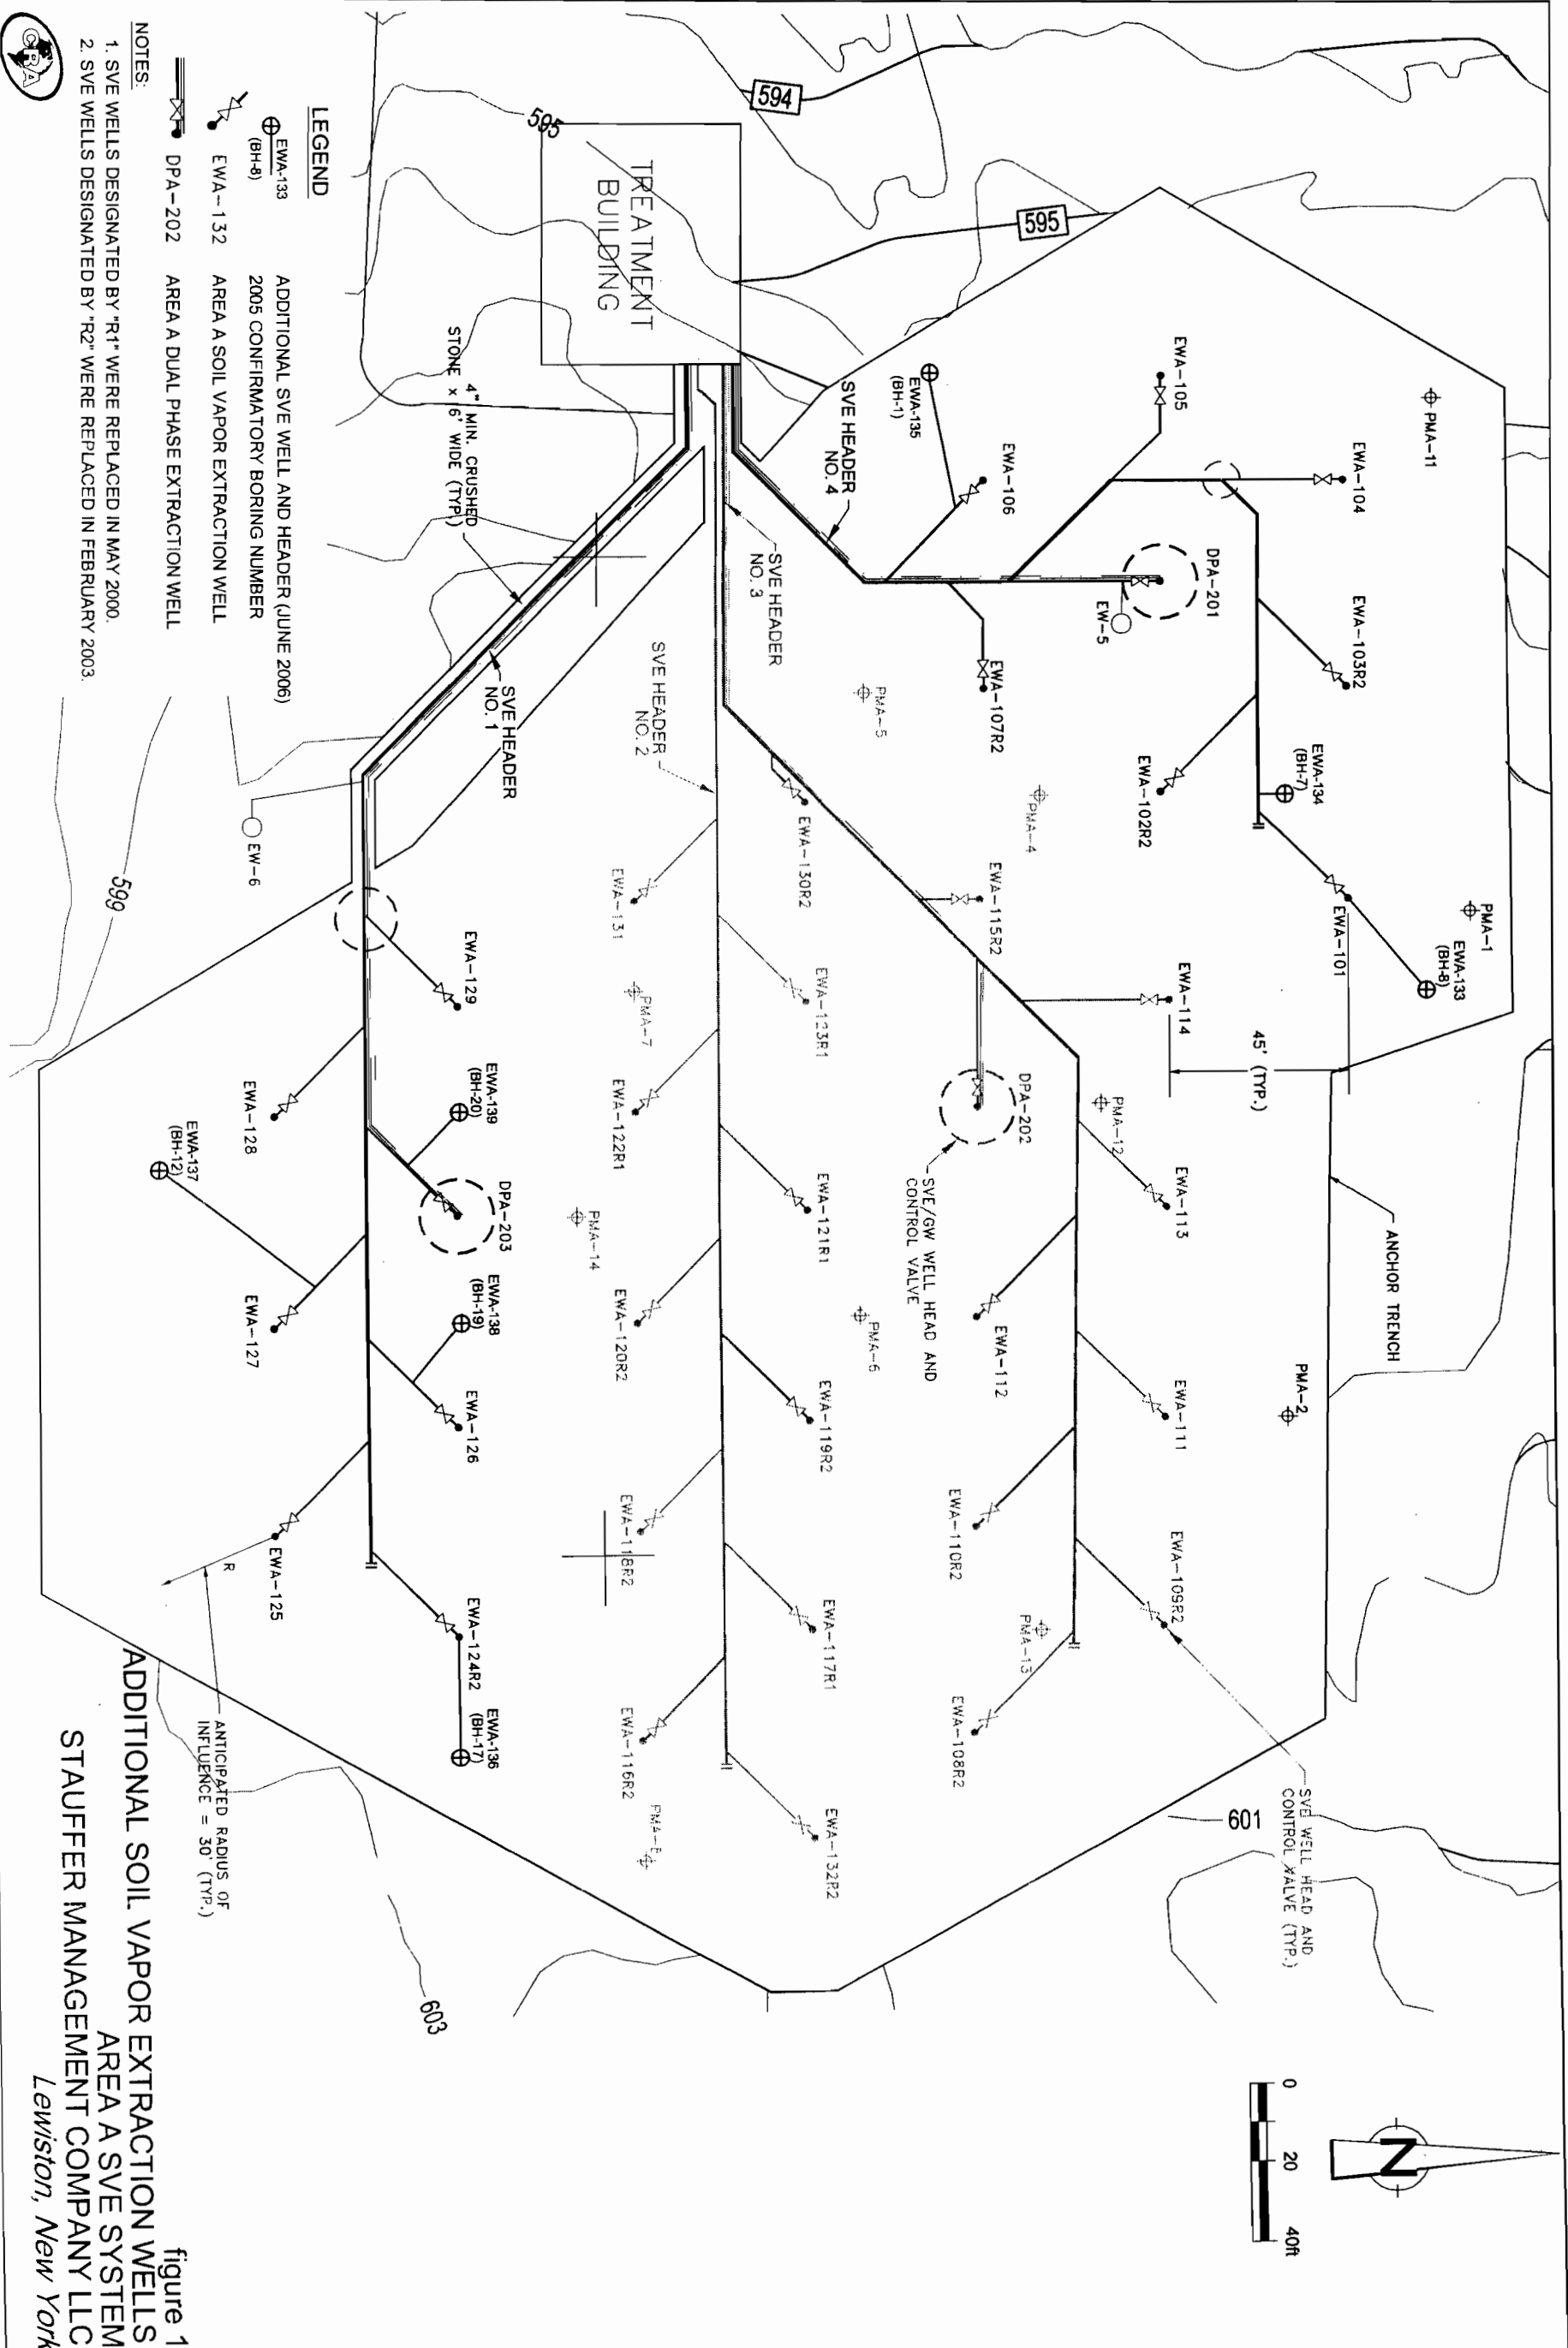 594
595
595
TREATMENT
BUILDING
LEGEND
EWA-133
(BH-8)
ADDITIONAL SVE WELL AND HEADER (JUNE 2006)
2005 CONFIRMATORY BORING NUMBER
EWA-132
AREA A SOIL VAPOR EXTRACTION WELL
DPA-202
AREA A DUAL PHASE EXTRACTION WELL
NOTES:
1. SVE WELLS DESIGNATED BY "R1" WERE REPLACED IN MAY 2000.
2. SVE WELLS DESIGNATED BY "R2" WERE REPLACED IN FEBRUARY 2003.
CRA
PMA-11
EWA-105
EWA-104
EWA-135
(BH-1)
EWA-106
SVE HEADER
NO. 4
4" MIN. CRUSHED
STONE x 6' WIDE (TYP.)
DPA-201
EW-5
EWA-103R2
EWA-107R2
SVE HEADER
NO. 3
SVE HEADER
NO. 2
SVE HEADER
NO. 1
PMA-5
PMA-4
EWA-102R2
EWA-134
(BH-7)
EWA-101
PMA-1
EWA-133
(BH-8)
EWA-130R2
EWA-115R2
EWA-131
EW-6
599
EWA-129
EWA-123R1
EWA-114
45' (TYP.)
PMA-7
EWA-128
EWA-139
(BH-20)
EWA-122R1
DPA-202
PMA-12
EWA-137
(BH-12)
DPA-203
PMA-14
EWA-121R1
SVE/GW WELL HEAD AND
CONTROL VALVE
EWA-113
ANCHOR TRENCH
EWA-127
EWA-138
(BH-19)
EWA-120R2
PMA-6
EWA-112
EWA-126
EWA-119R2
EWA-111
PMA-2
EWA-125
R
EWA-118R2
EWA-110R2
EWA-109R2
EWA-124R2
EWA-117R1
PMA-13
EWA-136
(BH-17)
EWA-116R2
EWA-108R2
ANTICIPATED RADIUS OF
INFLUENCE = 30' (TYP.)
PMA-8
EWA-132R2
601
SVE WELL HEAD AND
CONTROL VALVE (TYP.)
603
N
0 20 40ft
figure 1
ADDITIONAL SOIL VAPOR EXTRACTION WELLS
AREA A SVE SYSTEM
STAUFFER MANAGEMENT COMPANY LLC
Lewiston, New York